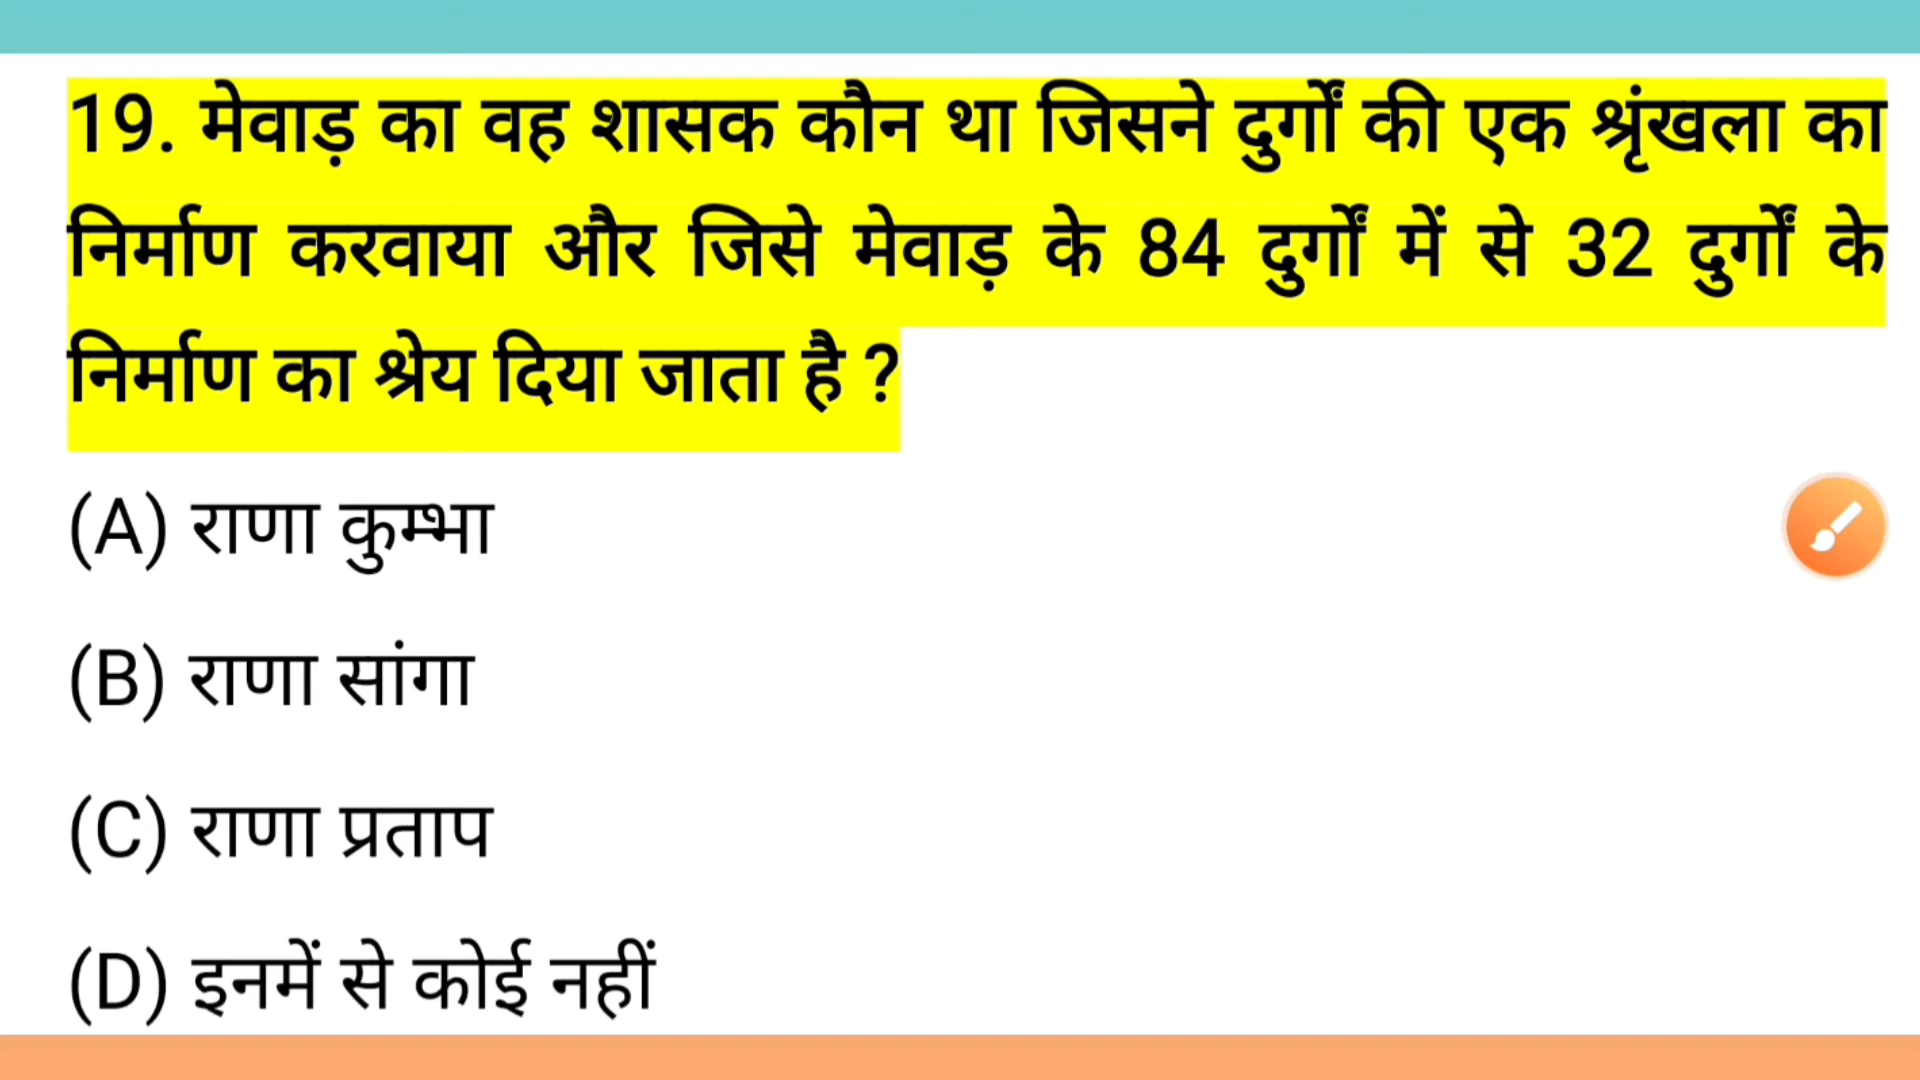 19. मेवाड़ का वह शासक कौन था जिसने दुर्गों की एक श्रृंखला का
निर्माण करवाया और जिसे मेवाड़ के 84 दुर्गों में से 32 दुर्गों के
निर्माण का श्रेय दिया जाता है ?
(A) राणा कुम्भा
(B) राणा सांगा
(C) राणा प्रताप
(D) इनमें से कोई नहीं